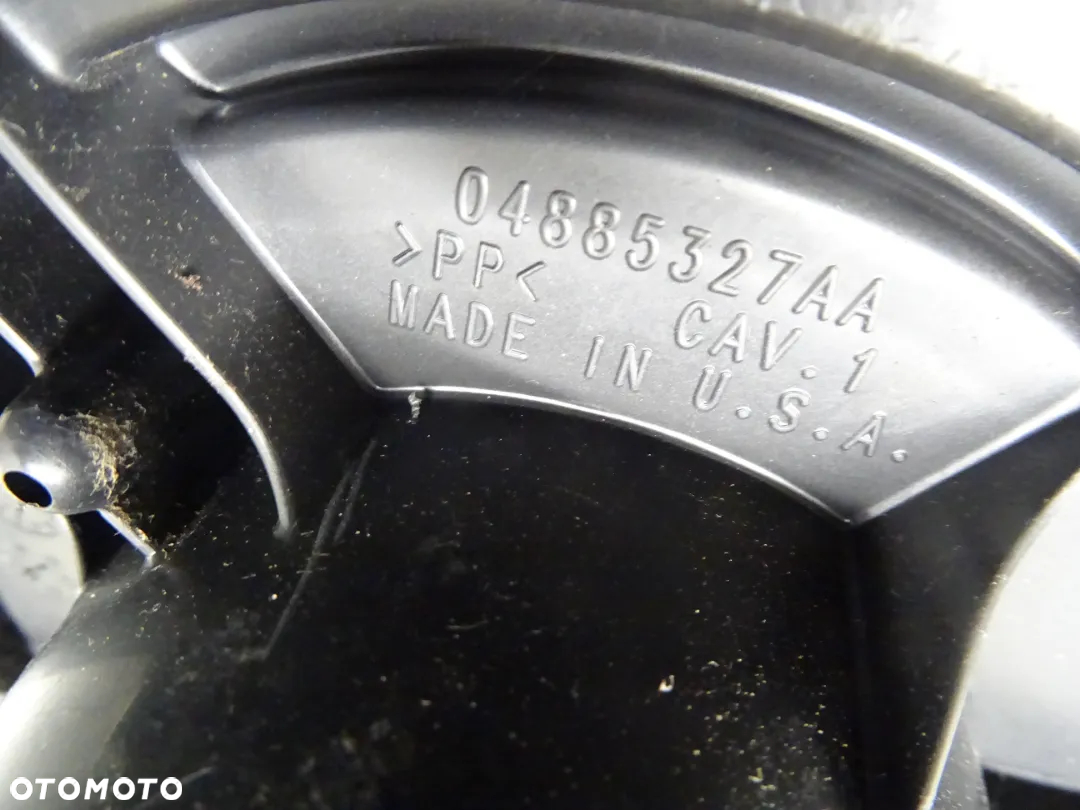 04885327AA
>PP< CAV.1
MADE IN U.S.A.
OTOMOTO